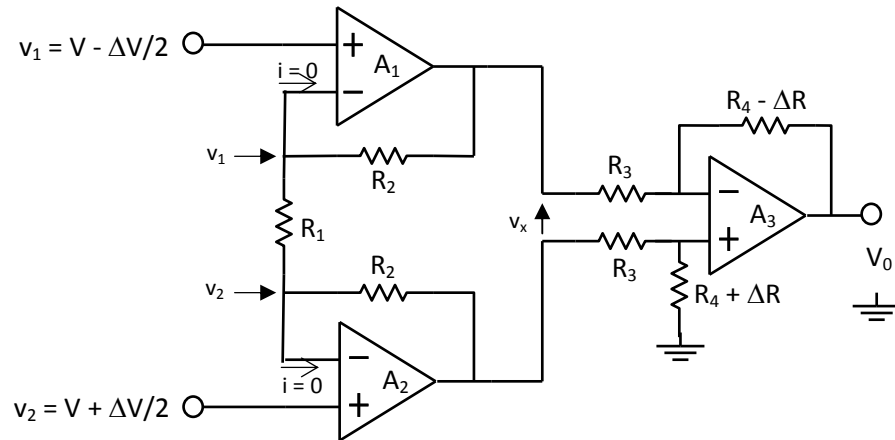 v₁ = V - ΔV/2
i = 0
+
−
A₁
v₁
R₂
R₁
R₄ - ΔR
R₃
−
A₃
+
vₓ
R₃
V₀
R₄ + ΔR
v₂
R₂
i = 0
−
A₂
+
v₂ = V + ΔV/2